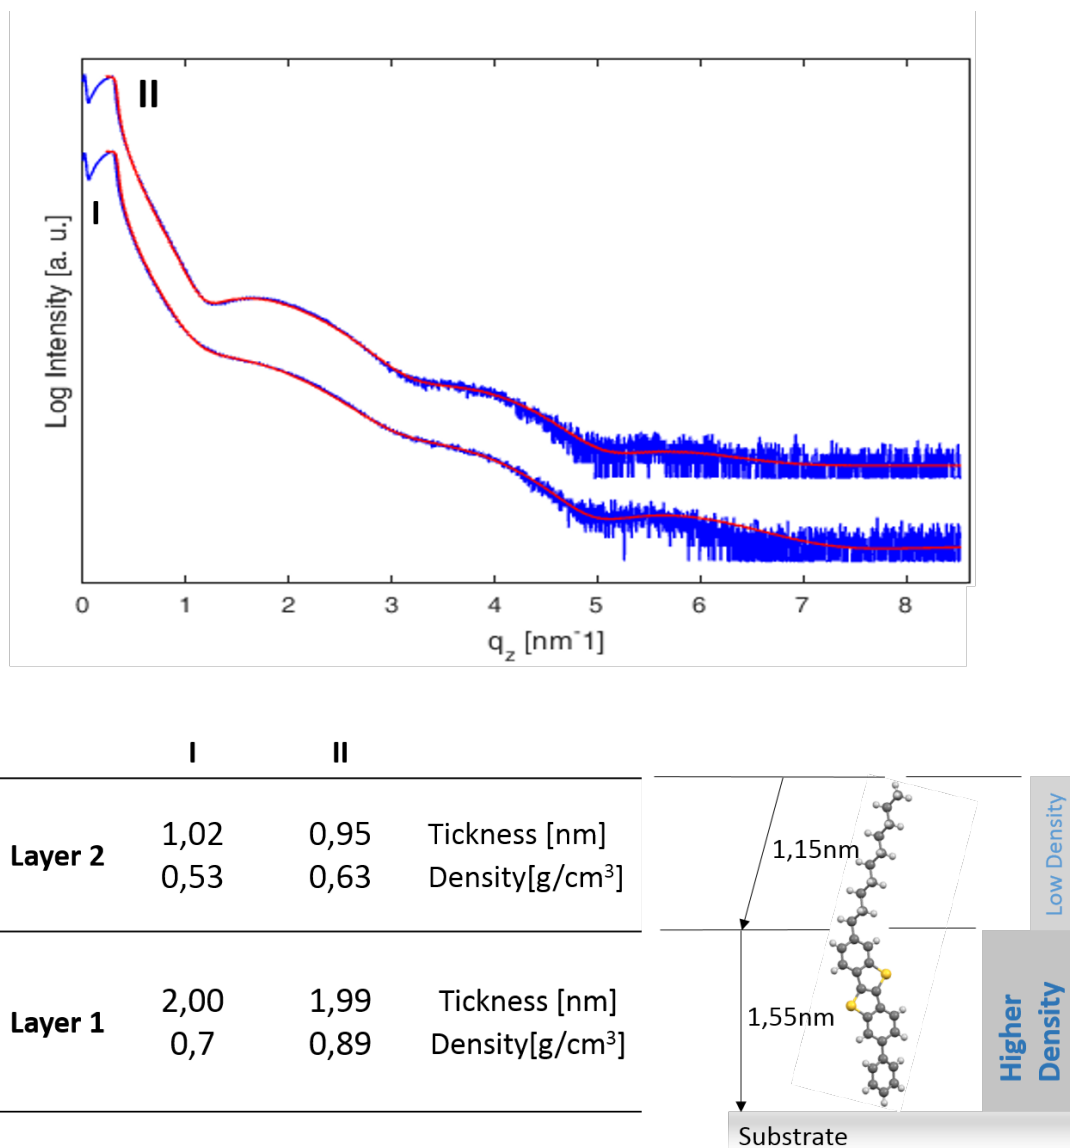 II
I
Log Intensity [a. u.]
0 1 2 3 4 5 6 7 8
q_z [nm^-1]
I II
Layer 2
1,02 0,95 Tickness [nm]
0,53 0,63 Density[g/cm³]
Layer 1
2,00 1,99 Tickness [nm]
0,7 0,89 Density[g/cm³]
1,15nm
Low Density
1,55nm
Higher
Density
Substrate